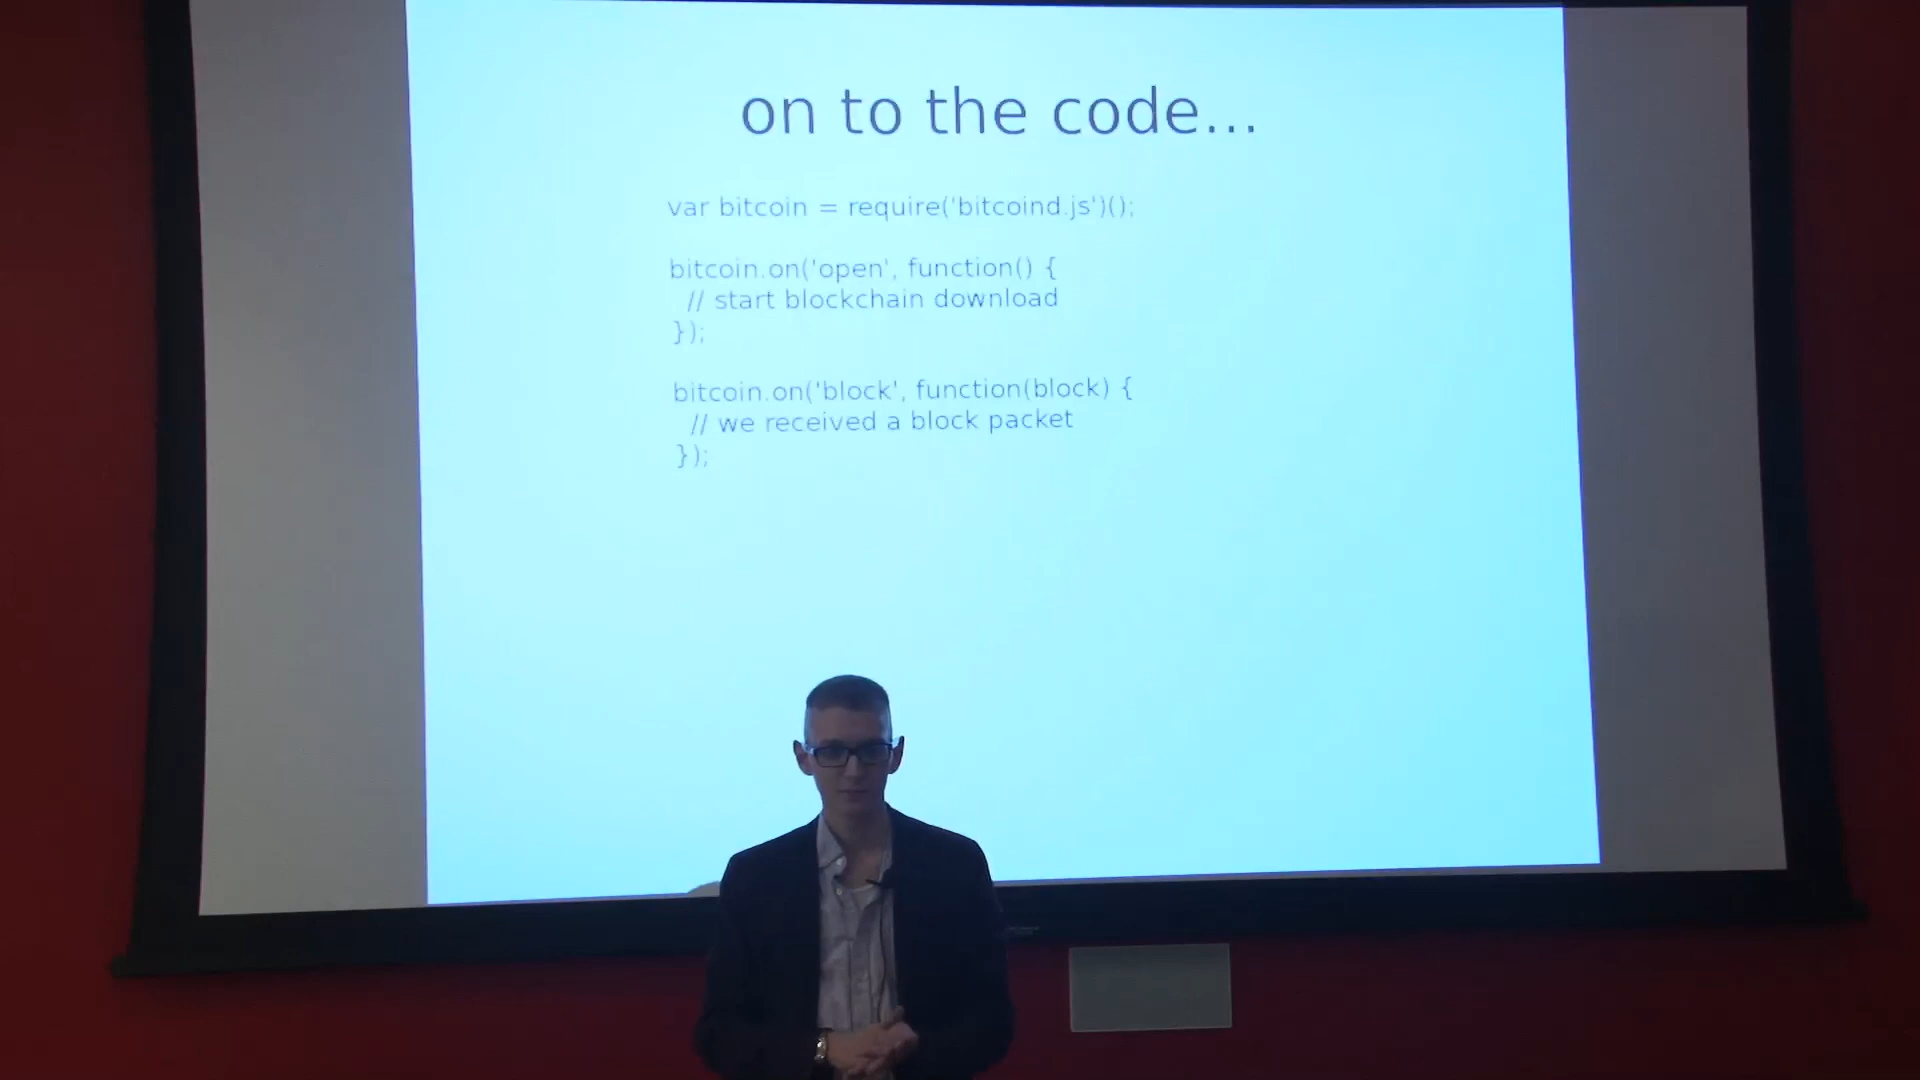 on to the code...
var bitcoin = require('bitcoind.js')();
bitcoin.on('open', function() {
// start blockchain download
});
bitcoin.on('block', function(block) {
// we received a block packet
});